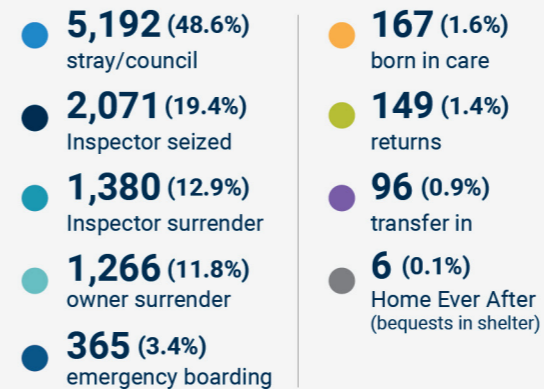 5,192 (48.6%)
stray/council
2,071 (19.4%)
Inspector seized
1,380 (12.9%)
Inspector surrender
1,266 (11.8%)
owner surrender
365 (3.4%)
emergency boarding
167 (1.6%)
born in care
149 (1.4%)
returns
96 (0.9%)
transfer in
6 (0.1%)
Home Ever After
(bequests in shelter)